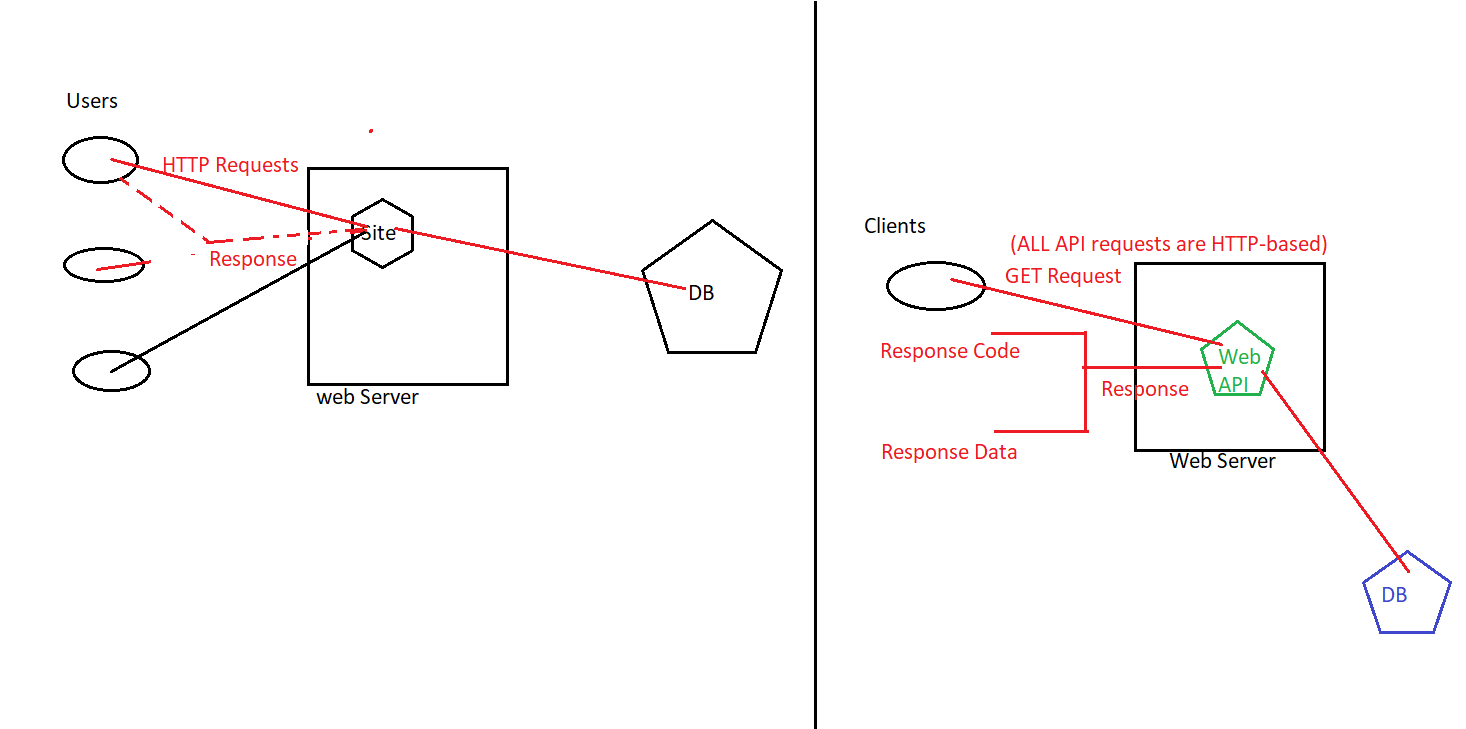 Users
HTTP Requests
Site
Response
DB
web Server
Clients
(ALL API requests are HTTP-based)
GET Request
Response Code
Web
API
Response
Response Data
Web Server
DB